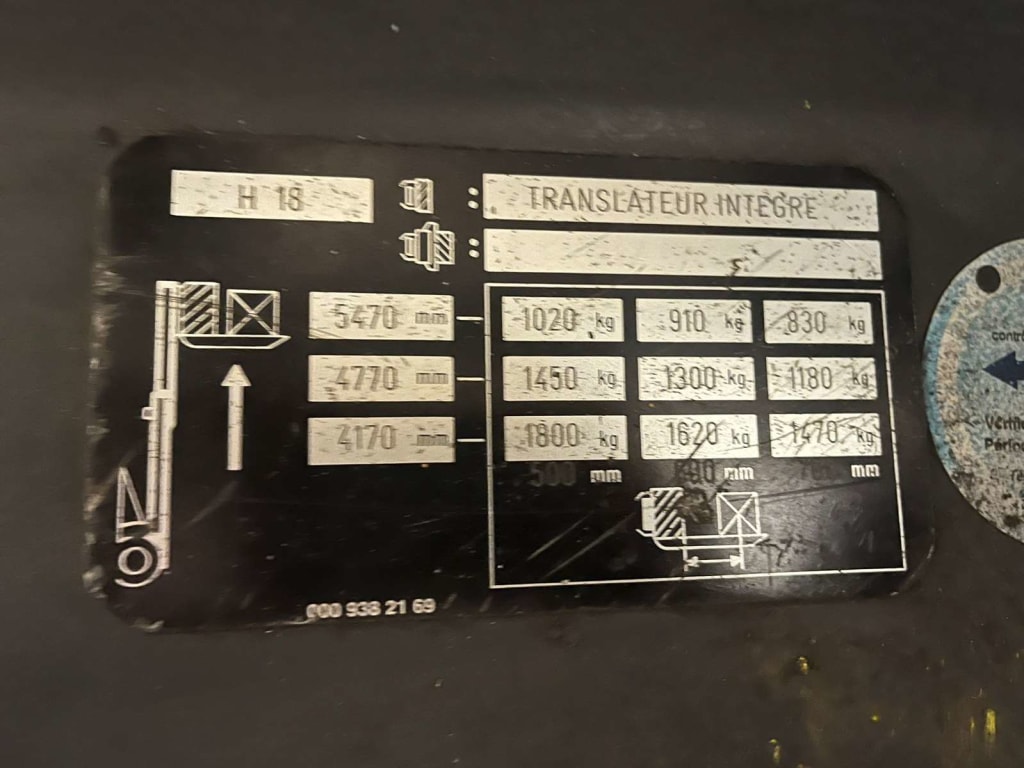 H 18 : TRANSLATEUR INTEGRE
:
5470 mm 1020 kg 910 kg 830 kg
4770 mm 1450 kg 1300 kg 1180 kg
4170 mm 1800 kg 1620 kg 1470 kg
500 mm 600 mm mm
000 938 21 69